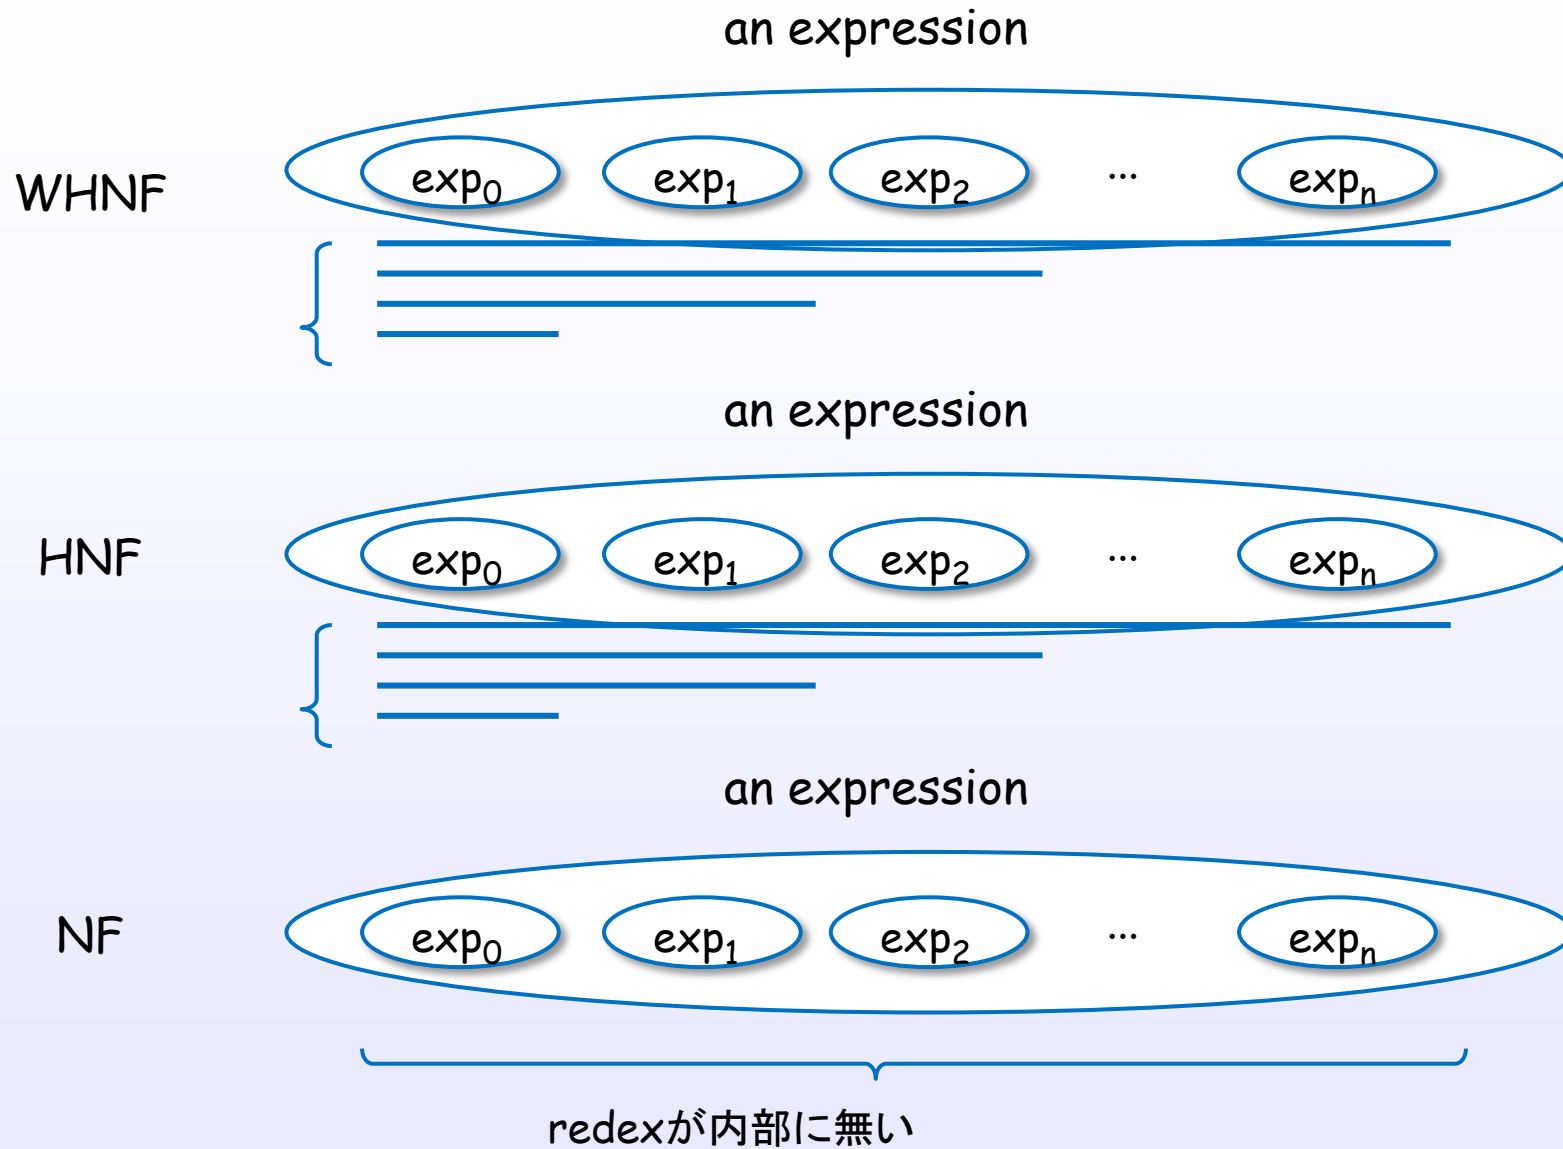 an expression
WHNF
exp₀ exp₁ exp₂ ... expₙ
an expression
HNF
exp₀ exp₁ exp₂ ... expₙ
an expression
NF
exp₀ exp₁ exp₂ ... expₙ
redexが内部に無い